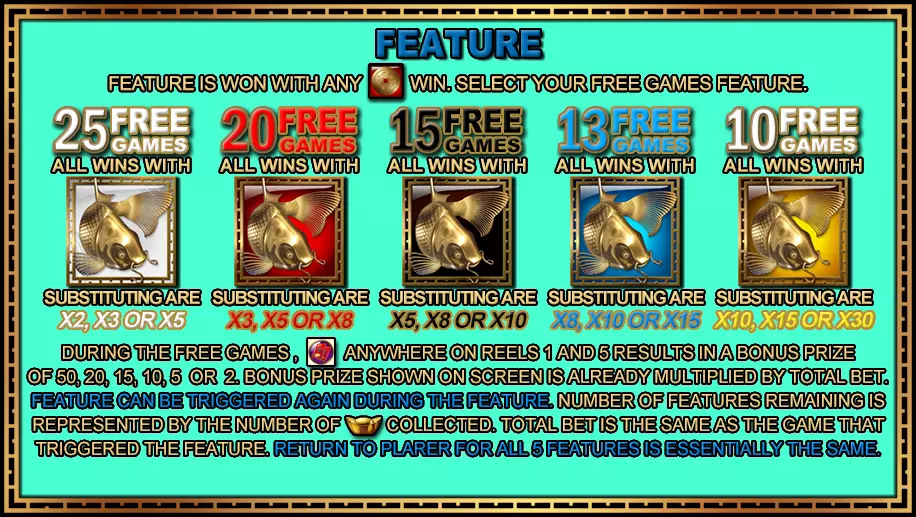 FEATURE
FEATURE IS WON WITH ANY WIN. SELECT YOUR FREE GAMES FEATURE.
25 FREE GAMES 20 FREE GAMES 15 FREE GAMES 13 FREE GAMES 10 FREE GAMES
ALL WINS WITH ALL WINS WITH ALL WINS WITH ALL WINS WITH ALL WINS WITH
SUBSTITUTING ARE SUBSTITUTING ARE SUBSTITUTING ARE SUBSTITUTING ARE SUBSTITUTING ARE
X2, X3 OR X5 X3, X5 OR X8 X5, X8 OR X10 X8, X10 OR X15 X10, X15 OR X30
DURING THE FREE GAMES , ANYWHERE ON REELS 1 AND 5 RESULTS IN A BONUS PRIZE
OF 50, 20, 15, 10, 5 OR 2. BONUS PRIZE SHOWN ON SCREEN IS ALREADY MULTIPLIED BY TOTAL BET.
FEATURE CAN BE TRIGGERED AGAIN DURING THE FEATURE. NUMBER OF FEATURES REMAINING IS
REPRESENTED BY THE NUMBER OF COLLECTED. TOTAL BET IS THE SAME AS THE GAME THAT
TRIGGERED THE FEATURE. RETURN TO PLARER FOR ALL 5 FEATURES IS ESSENTIALLY THE SAME.